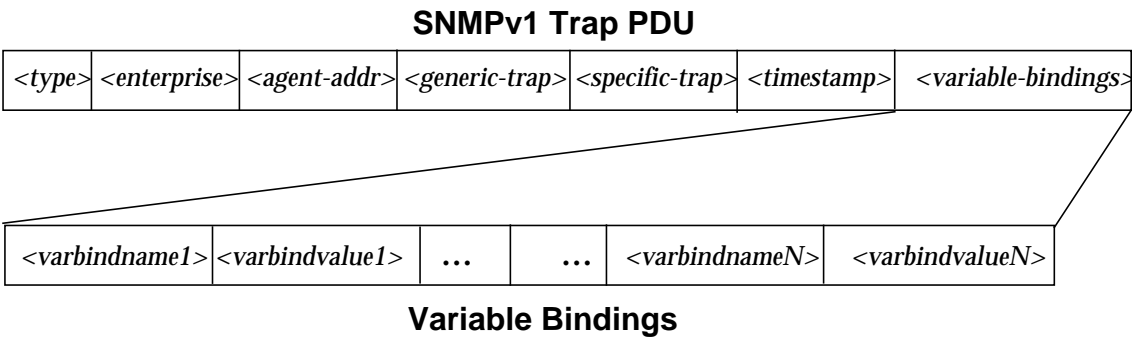 SNMPv1 Trap PDU
<type> <enterprise> <agent-addr> <generic-trap> <specific-trap> <timestamp> <variable-bindings>
<varbindname1> <varbindvalue1> ... ... <varbindnameN> <varbindvalueN>
Variable Bindings